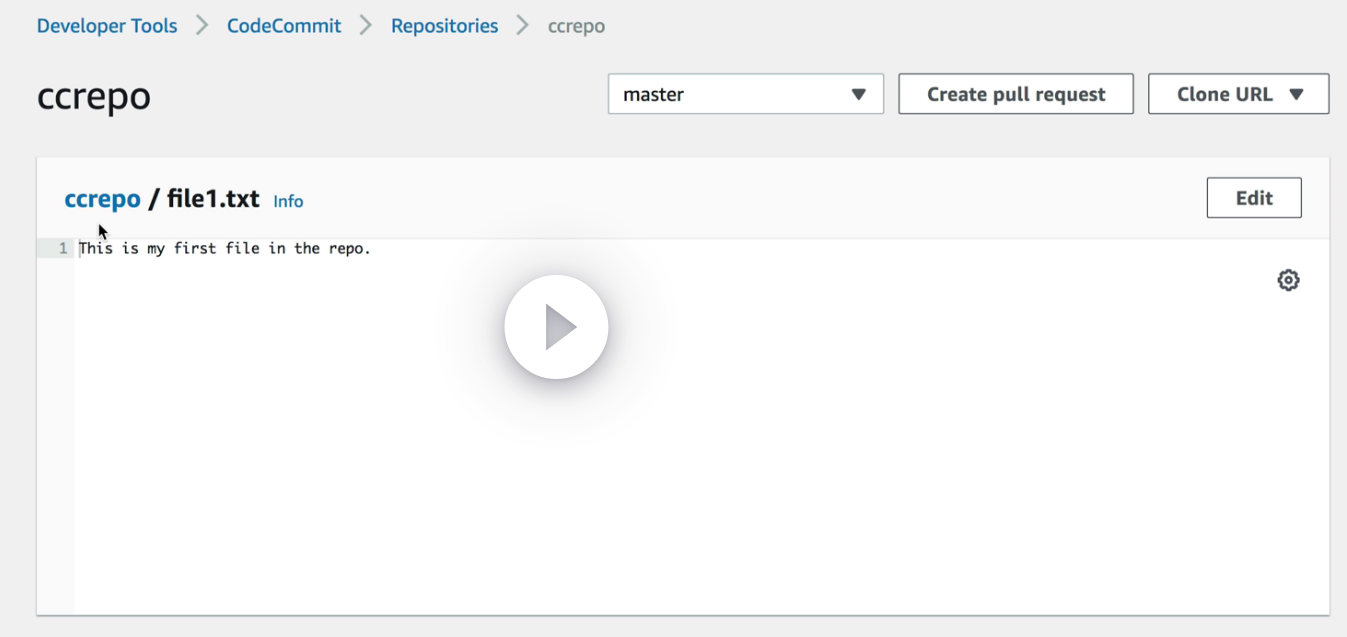 Developer Tools > CodeCommit > Repositories > ccrepo
ccrepo
master
Create pull request
Clone URL
ccrepo / file1.txt Info
Edit
1 This is my first file in the repo.